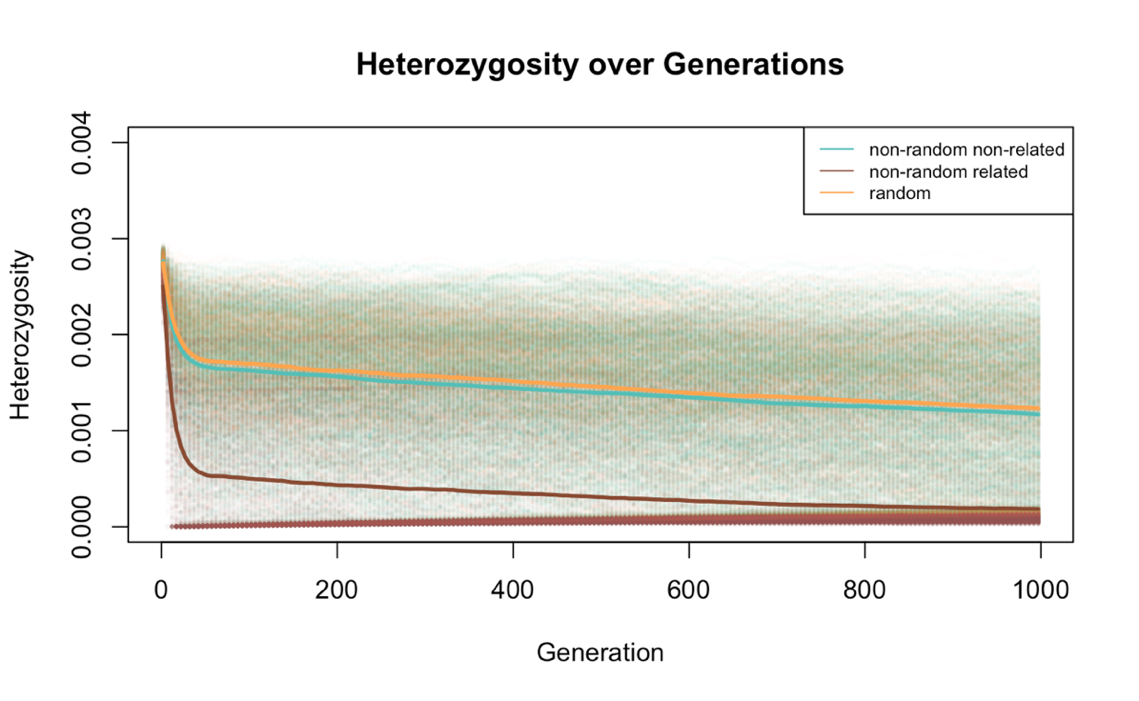 Heterozygosity over Generations
non-random non-related
non-random related
random
Heterozygosity
0.004
0.003
0.002
0.001
0.000
0 200 400 600 800 1000
Generation